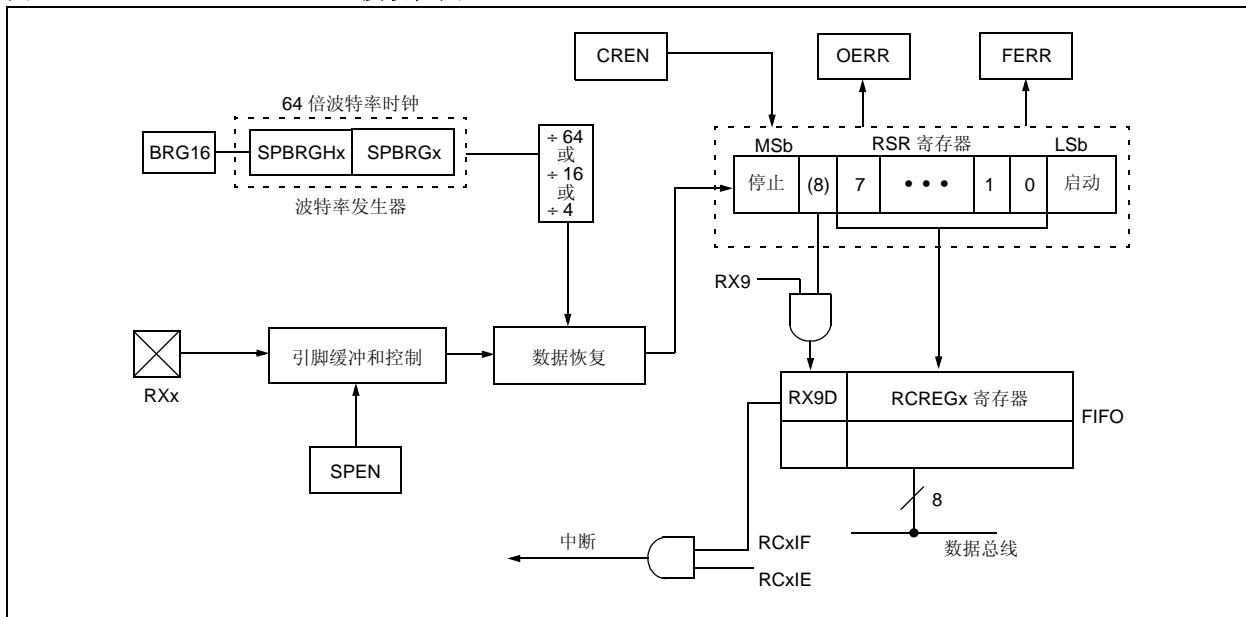 CREN
OERR
FERR
64 倍波特率时钟
BRG16
SPBRGHx
SPBRGx
波特率发生器
÷ 64
或
÷ 16
或
÷ 4
MSb
RSR 寄存器
LSb
停止
(8)
7
• • •
1
0
启动
RX9
RXx
引脚缓冲和控制
数据恢复
SPEN
RX9D
RCREGx 寄存器
FIFO
8
数据总线
中断
RCxIF
RCxIE